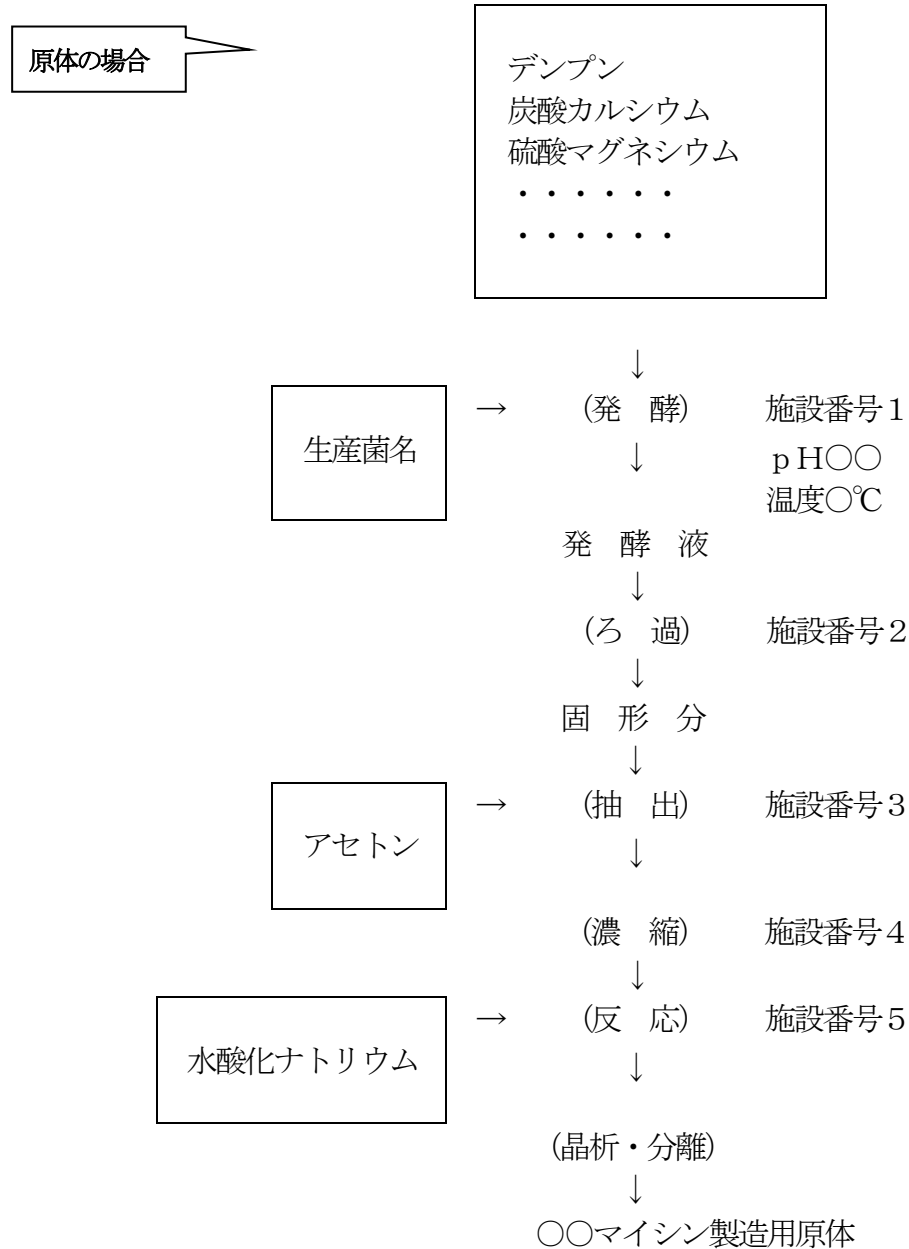 原体の場合
デンプン
炭酸カルシウム
硫酸マグネシウム
・・・・・・
・・・・・・
↓
生産菌名
→ (発 酵) 施設番号1
↓ pH○○
温度○℃
発 酵 液
↓
(ろ 過) 施設番号2
↓
固 形 分
↓
アセトン
→ (抽 出) 施設番号3
↓
(濃 縮) 施設番号4
↓
水酸化ナトリウム
→ (反 応) 施設番号5
↓
(晶析・分離)
↓
○○マイシン製造用原体